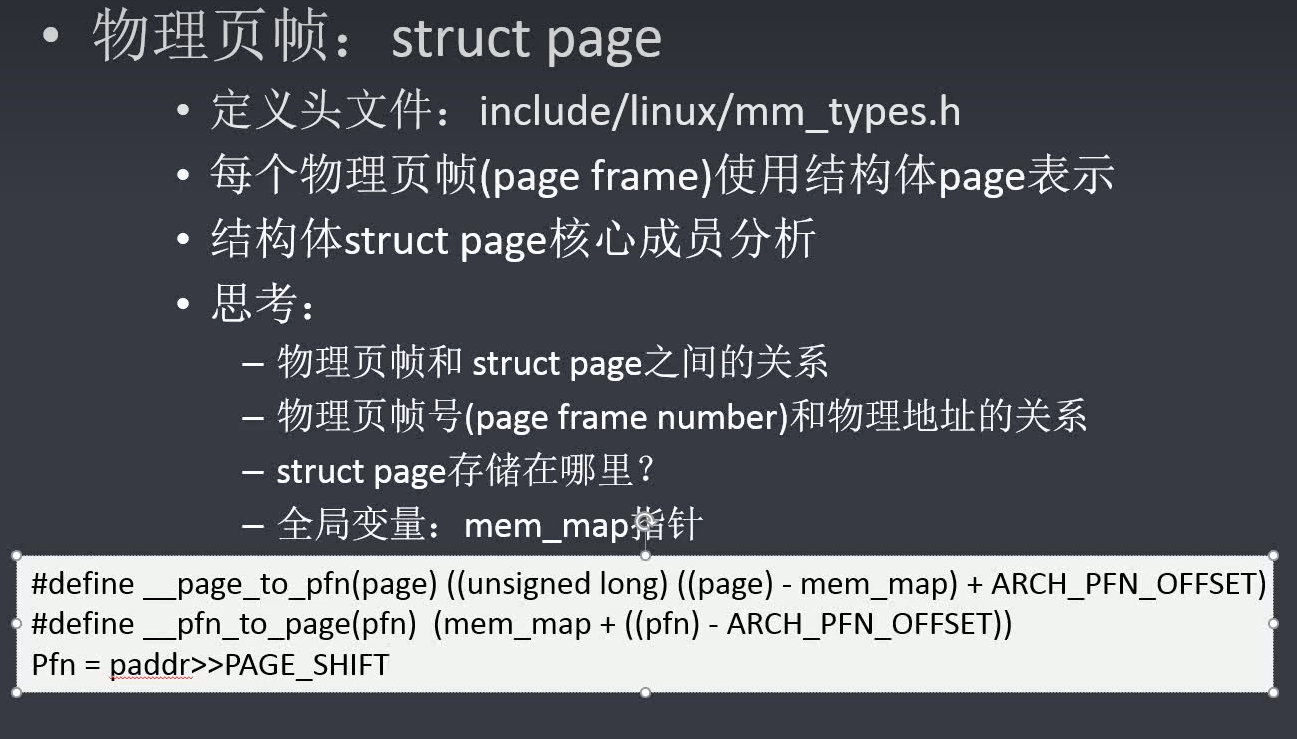 • 物理页帧：struct page
• 定义头文件：include/linux/mm_types.h
• 每个物理页帧(page frame)使用结构体page表示
• 结构体struct page核心成员分析
• 思考：
– 物理页帧和 struct page之间的关系
– 物理页帧号(page frame number)和物理地址的关系
– struct page存储在哪里？
– 全局变量：mem_map指针
#define __page_to_pfn(page) ((unsigned long) ((page) - mem_map) + ARCH_PFN_OFFSET)
#define __pfn_to_page(pfn)  (mem_map + ((pfn) - ARCH_PFN_OFFSET))
Pfn = paddr>>PAGE_SHIFT